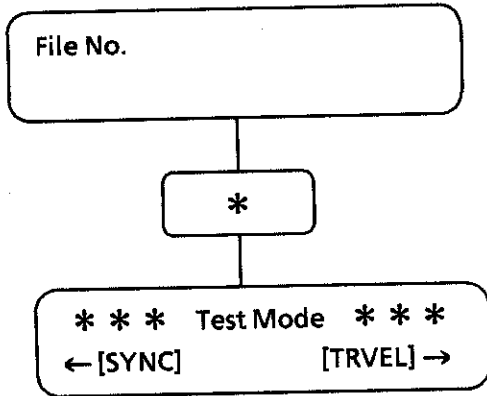 File No.
*
* * * Test Mode * * *
←[SYNC] [TRVEL]→